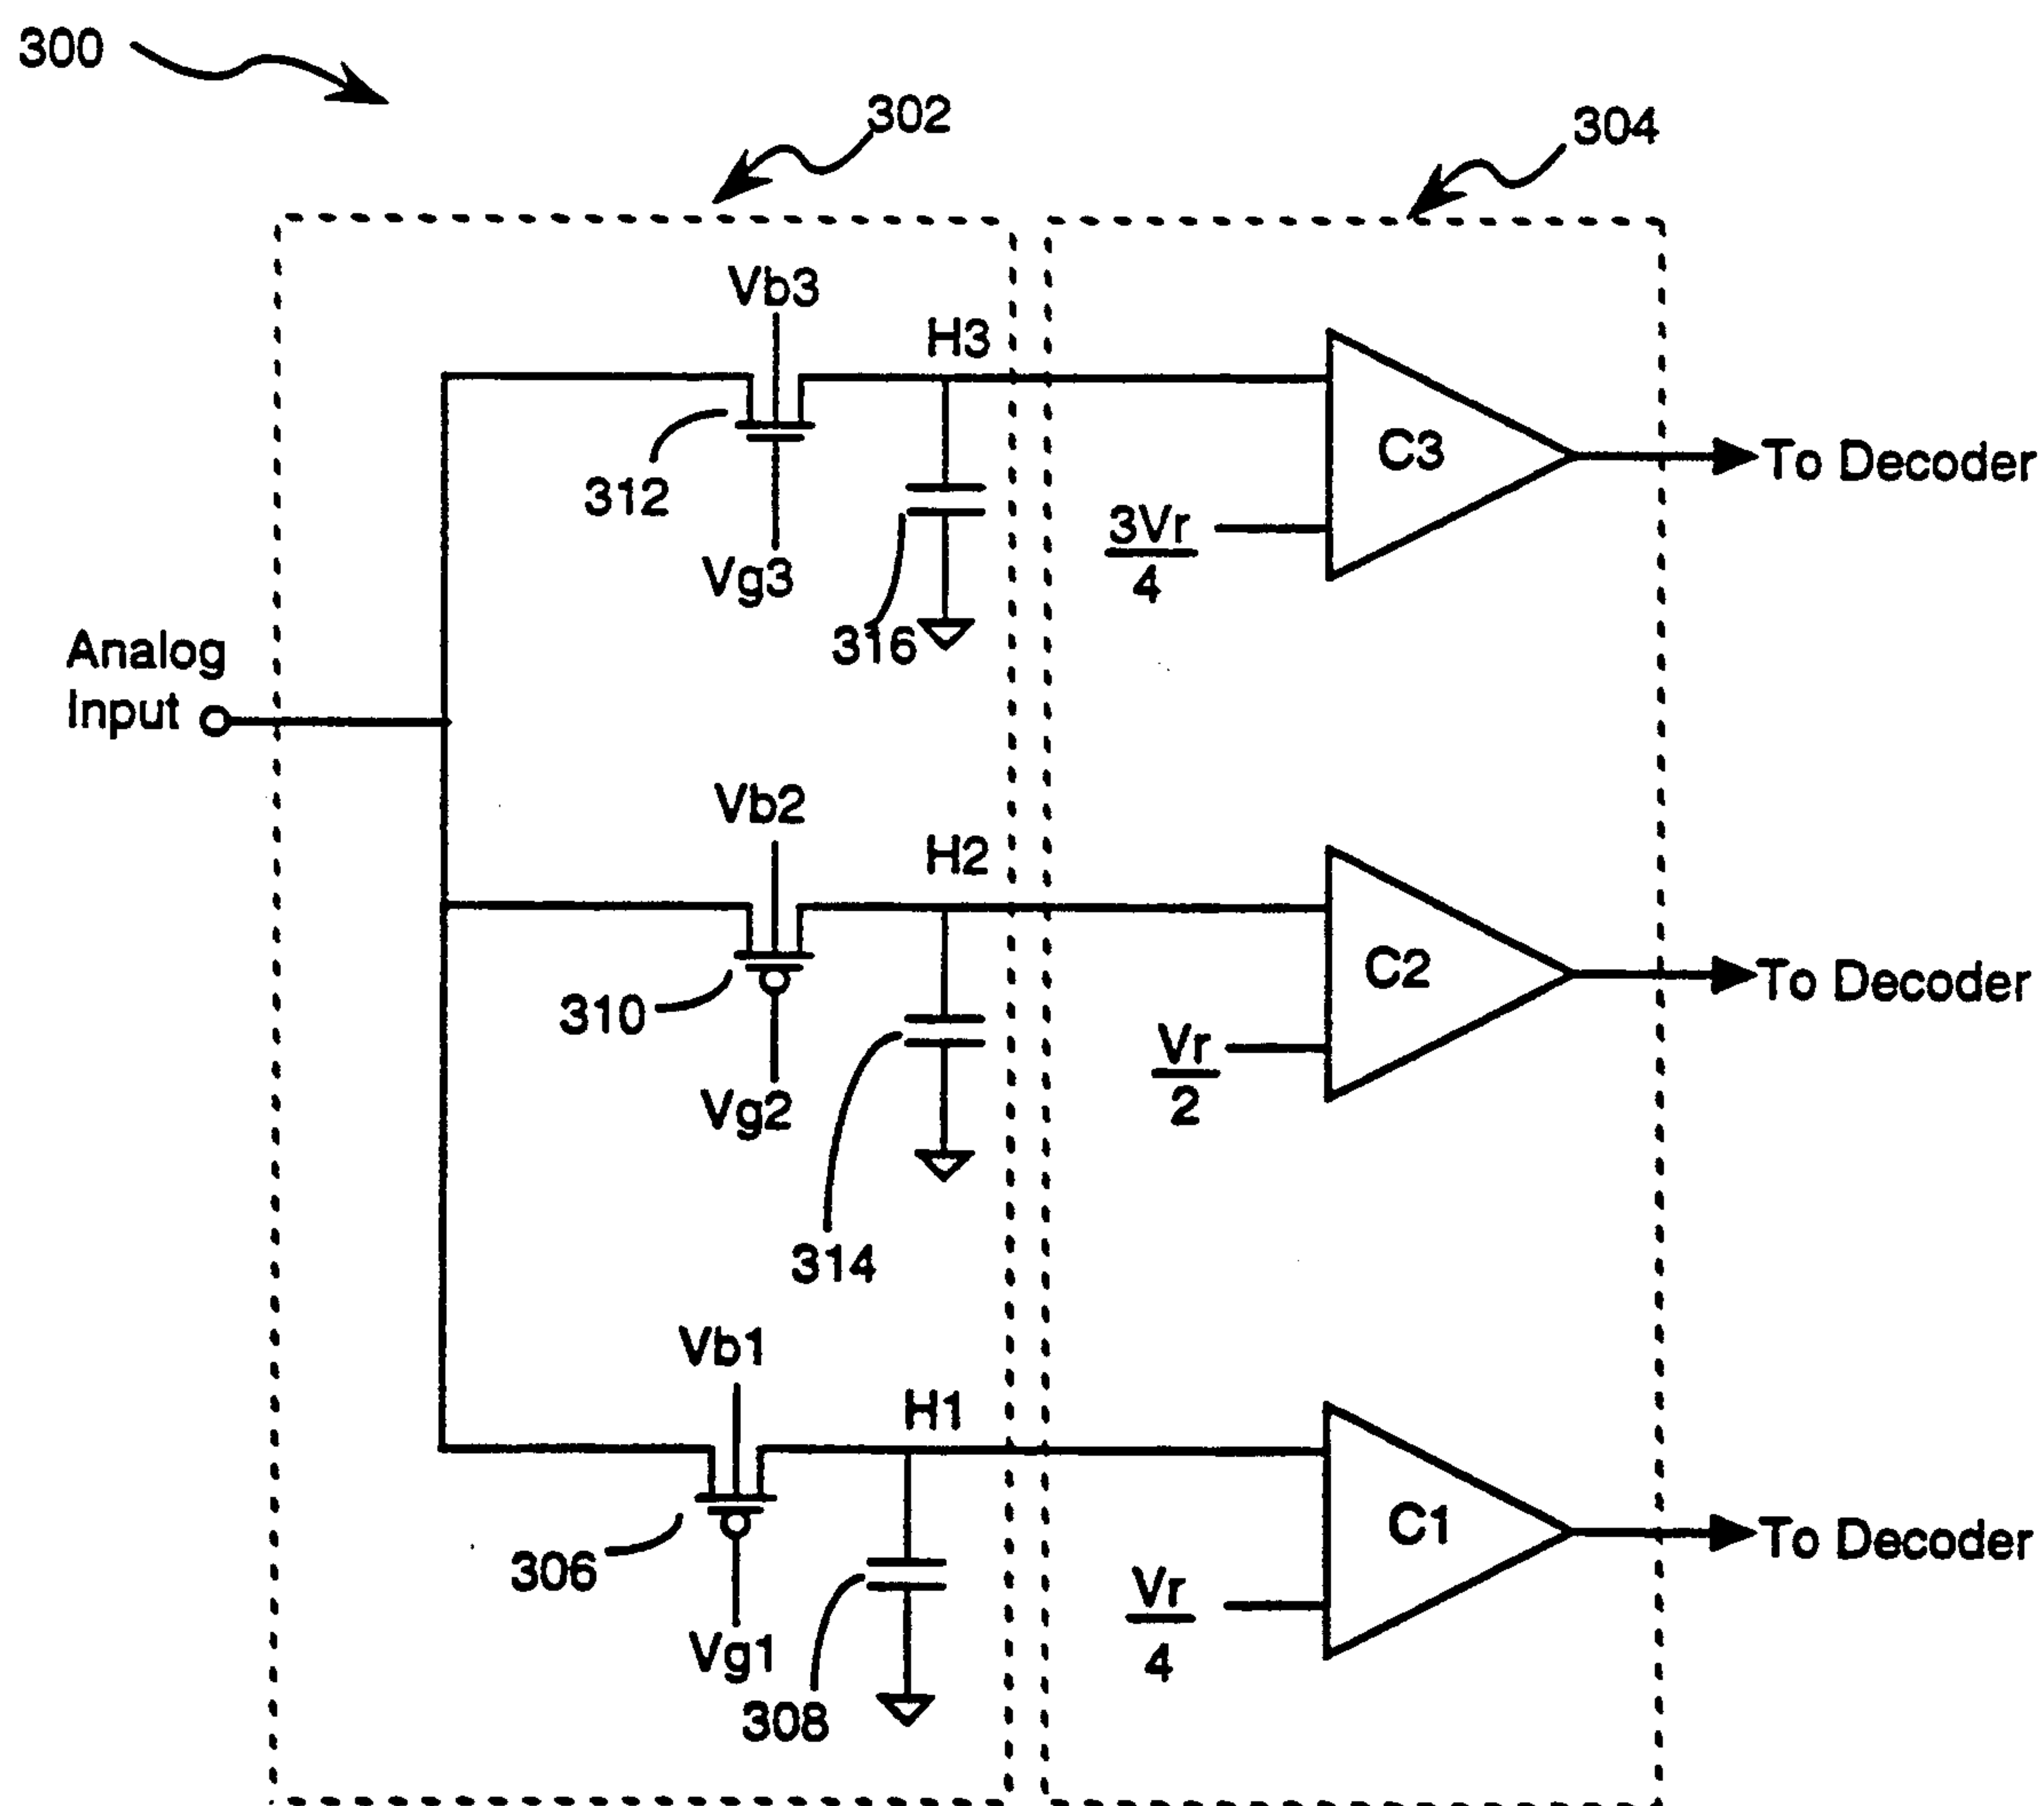 300
302
304
Vb3
H3
312
C3
To Decoder
3Vr
4
Vg3
316
Analog
Input
Vb2
H2
C2
To Decoder
310
Vr
2
Vg2
314
Vb1
H1
C1
To Decoder
306
Vr
4
Vg1
308